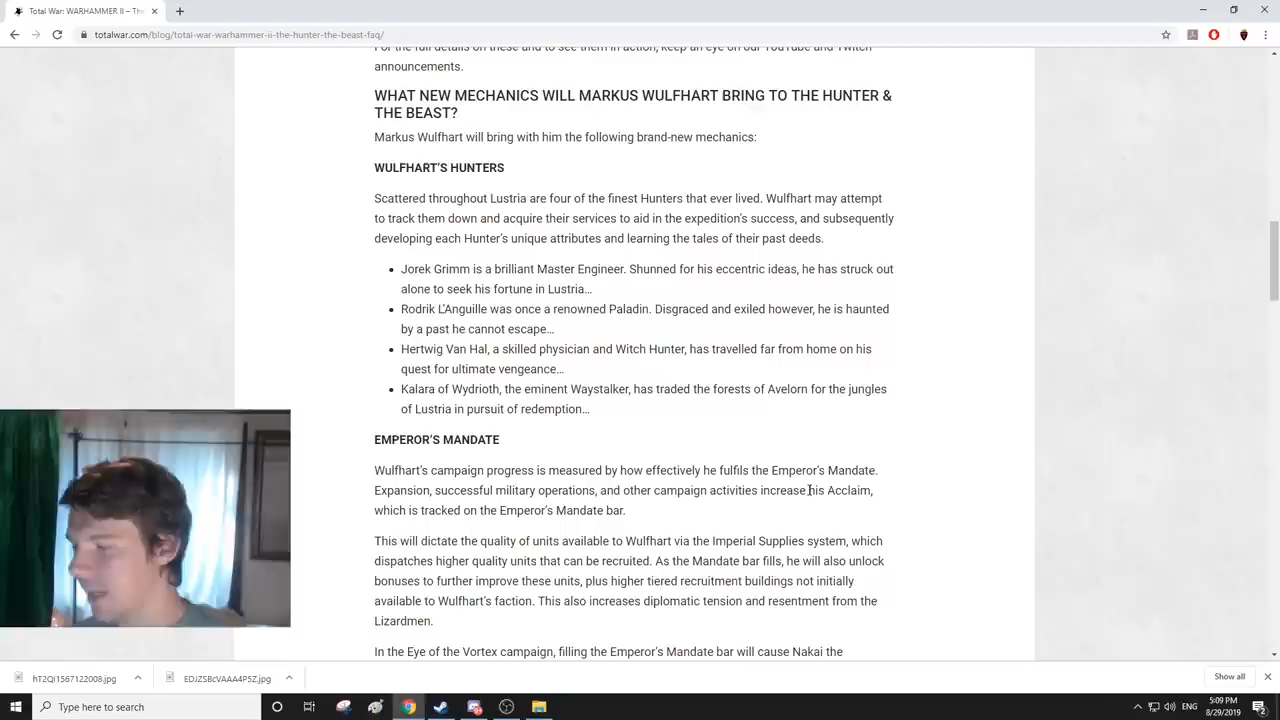 Total War: WARHAMMER II – The
totalwar.com/blog/total-war-warhammer-ii-the-hunter-the-beast-faq/
For the full details on these and to see them in action, keep an eye on our YouTube and Twitch
announcements.
WHAT NEW MECHANICS WILL MARKUS WULFHART BRING TO THE HUNTER &
THE BEAST?
Markus Wulfhart will bring with him the following brand-new mechanics:
WULFHART'S HUNTERS
Scattered throughout Lustria are four of the finest Hunters that ever lived. Wulfhart may attempt
to track them down and acquire their services to aid in the expedition's success, and subsequently
developing each Hunter's unique attributes and learning the tales of their past deeds.
Jorek Grimm is a brilliant Master Engineer. Shunned for his eccentric ideas, he has struck out
alone to seek his fortune in Lustria…
Rodrik L'Anguille was once a renowned Paladin. Disgraced and exiled however, he is haunted
by a past he cannot escape…
Hertwig Van Hal, a skilled physician and Witch Hunter, has travelled far from home on his
quest for ultimate vengeance…
Kalara of Wydrioth, the eminent Waystalker, has traded the forests of Avelorn for the jungles
of Lustria in pursuit of redemption…
EMPEROR'S MANDATE
Wulfhart's campaign progress is measured by how effectively he fulfils the Emperor's Mandate.
Expansion, successful military operations, and other campaign activities increase his Acclaim,
which is tracked on the Emperor's Mandate bar.
This will dictate the quality of units available to Wulfhart via the Imperial Supplies system, which
dispatches higher quality units that can be recruited. As the Mandate bar fills, he will also unlock
bonuses to further improve these units, plus higher tiered recruitment buildings not initially
available to Wulfhart's faction. This also increases diplomatic tension and resentment from the
Lizardmen.
In the Eye of the Vortex campaign, filling the Emperor's Mandate bar will cause Nakai the
hT2QI1567122008.jpg
EDJZSBcVAAA4P5Z.jpg
Show all
Type here to search
ENG
5:09 PM
8/29/2019
2